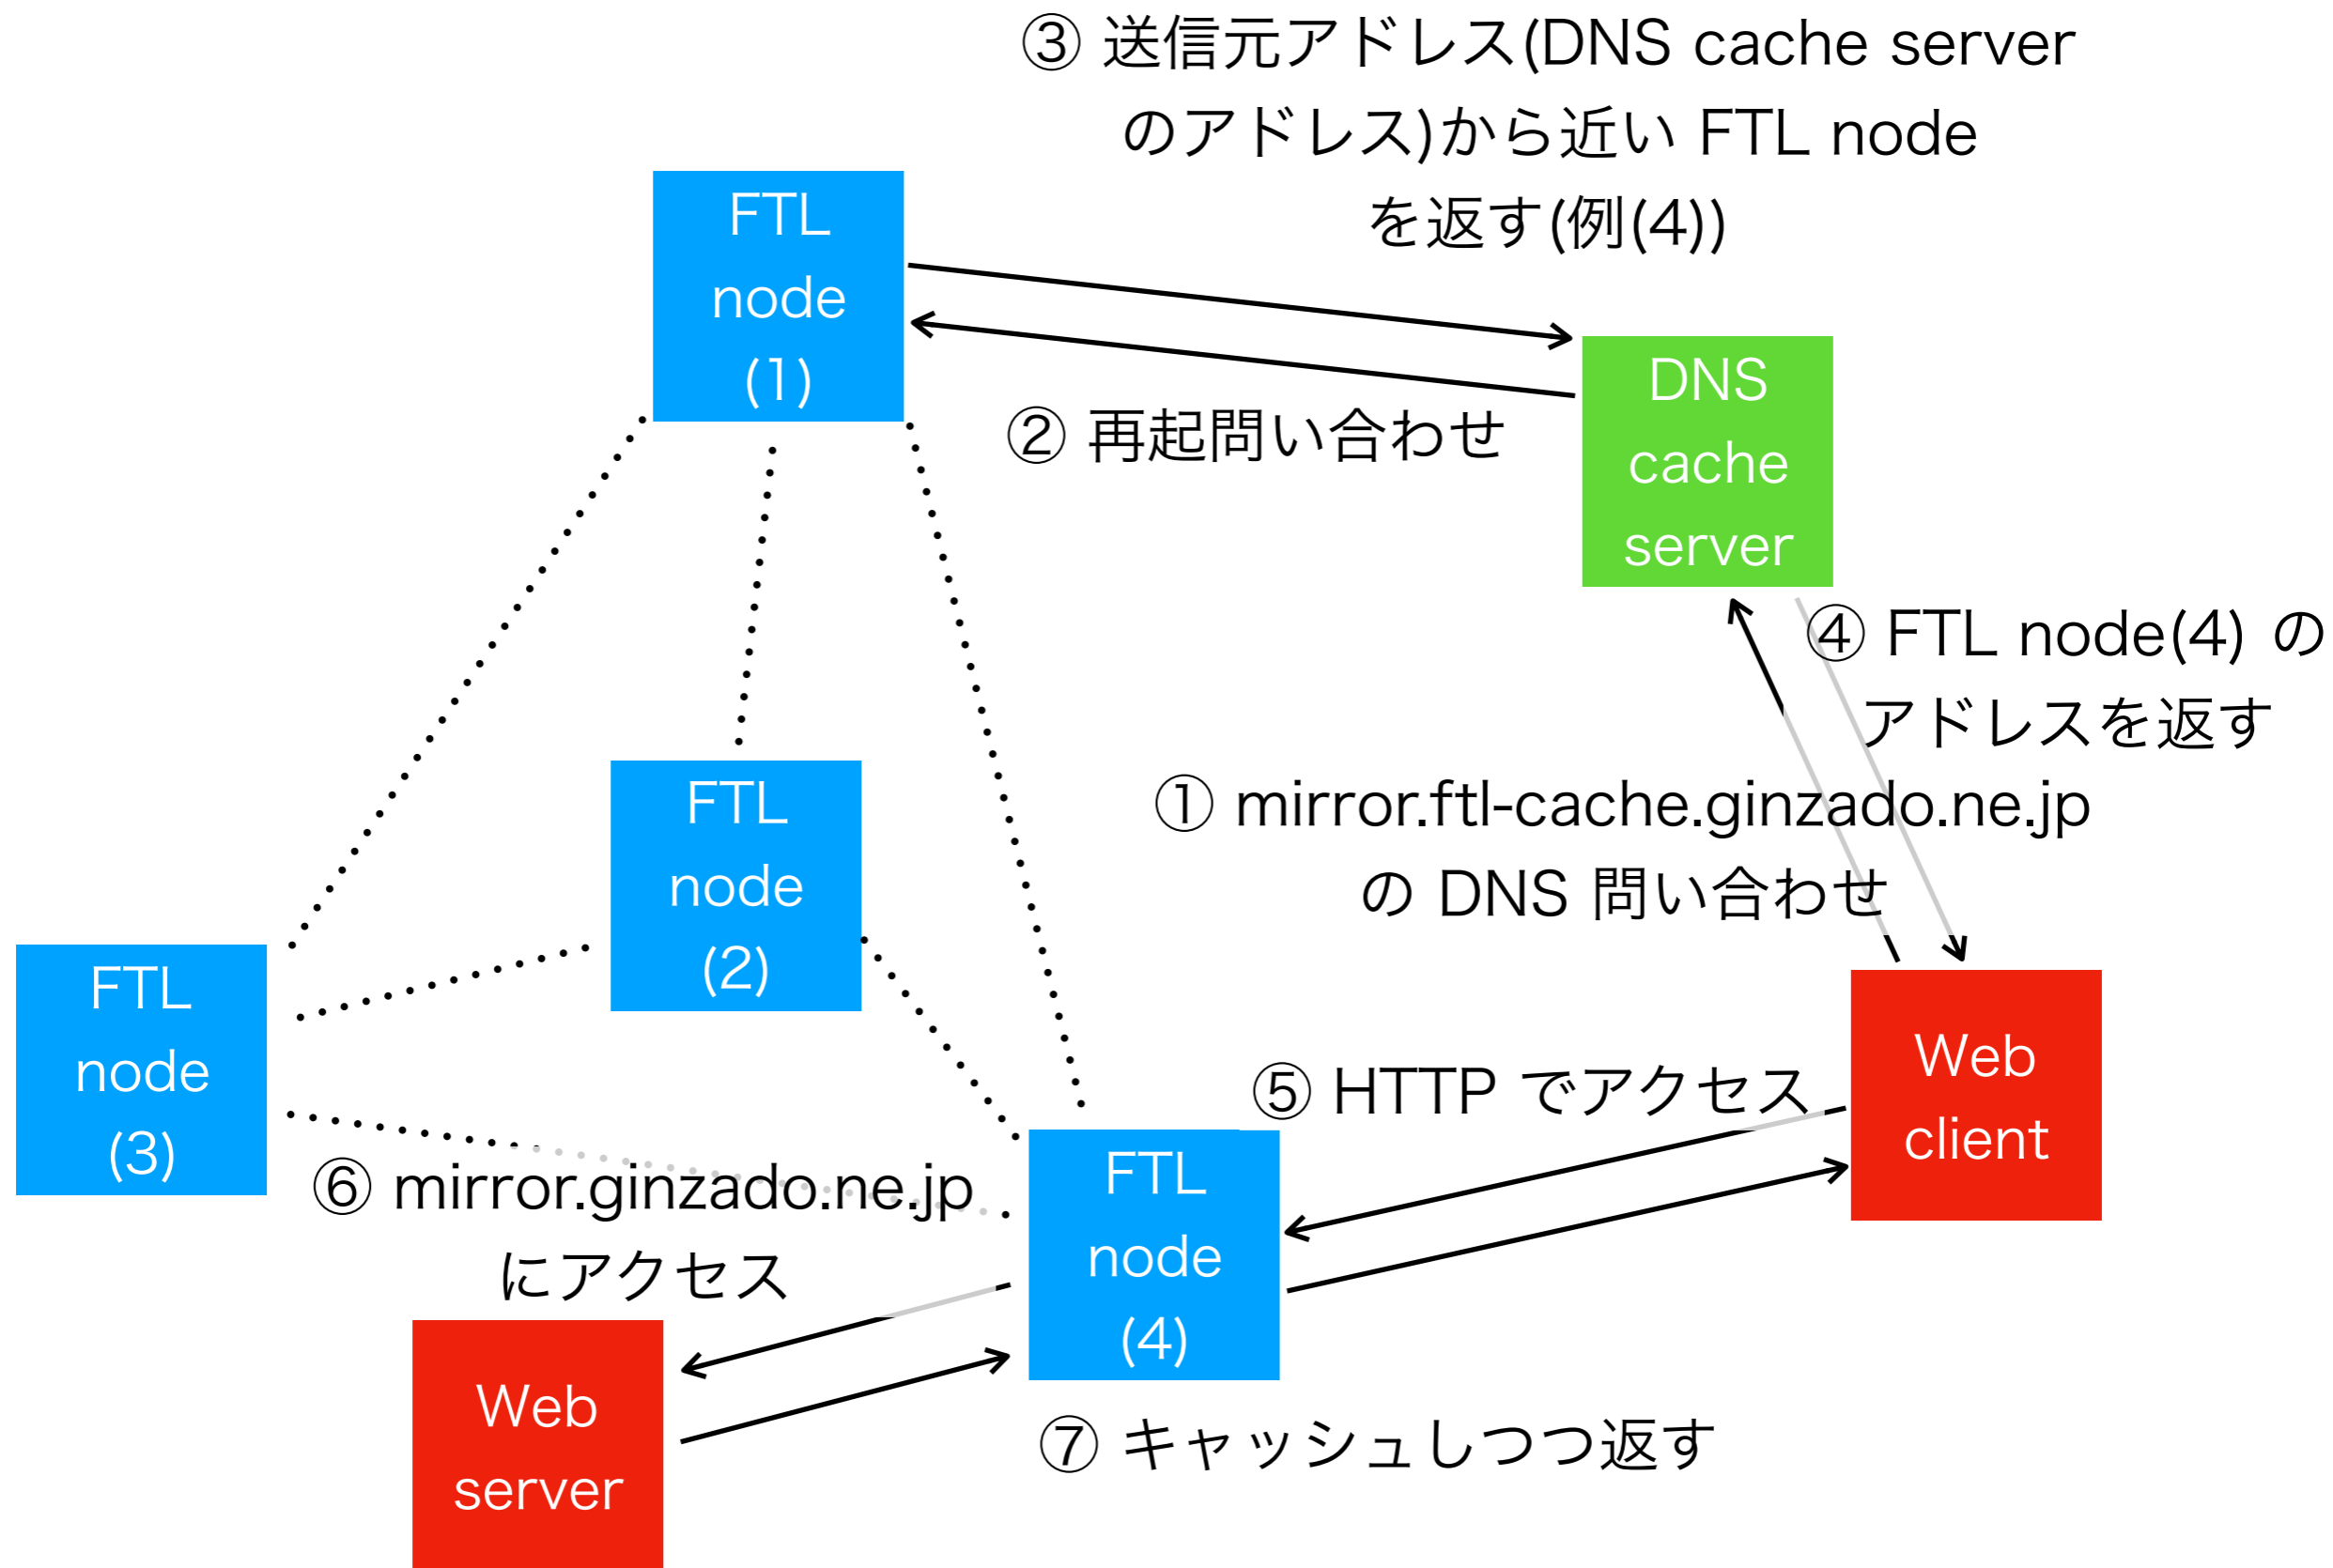 ③ 送信元アドレス(DNS cache server
のアドレス)から近い FTL node
を返す(例(4))
FTL
node
(1)
DNS
cache
server
② 再起問い合わせ
④ FTL node(4) の
アドレスを返す
① mirror.ftl-cache.ginzado.ne.jp
の DNS 問い合わせ
FTL
node
(2)
FTL
node
(3)
Web
client
⑤ HTTP でアクセス
FTL
node
(4)
⑥ mirror.ginzado.ne.jp
にアクセス
Web
server
⑦ キャッシュしつつ返す